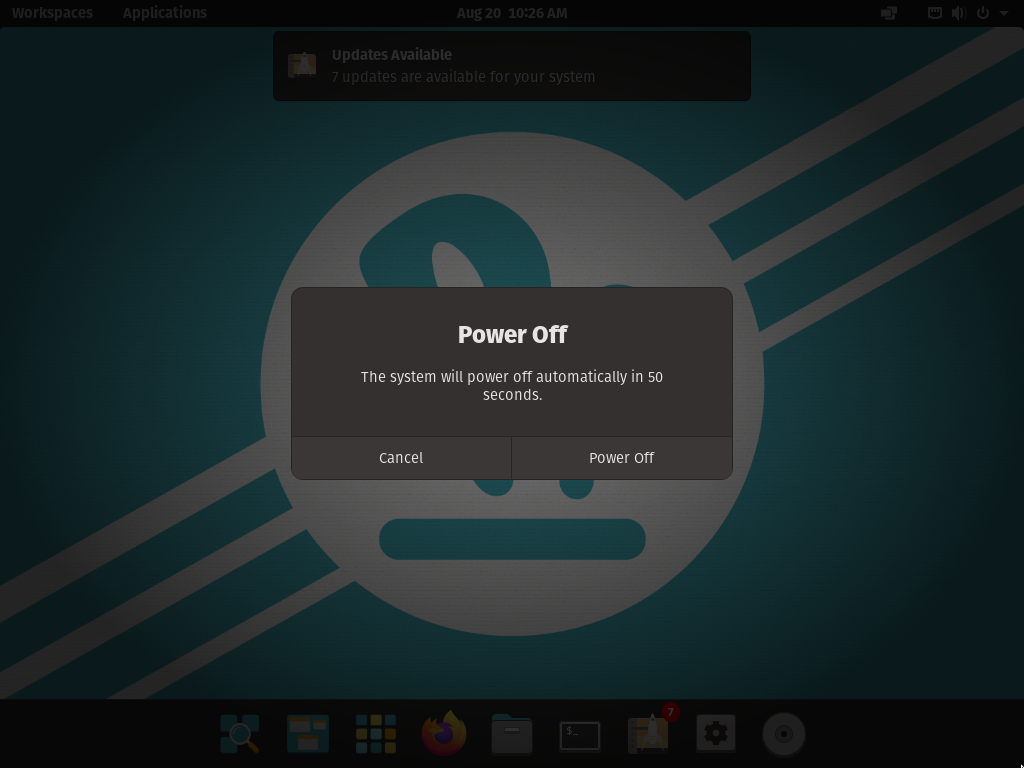 Workspaces Applications Aug 20 10:26 AM
Updates Available
7 updates are available for your system
Power Off
The system will power off automatically in 50
seconds.
Cancel Power Off
$_
7